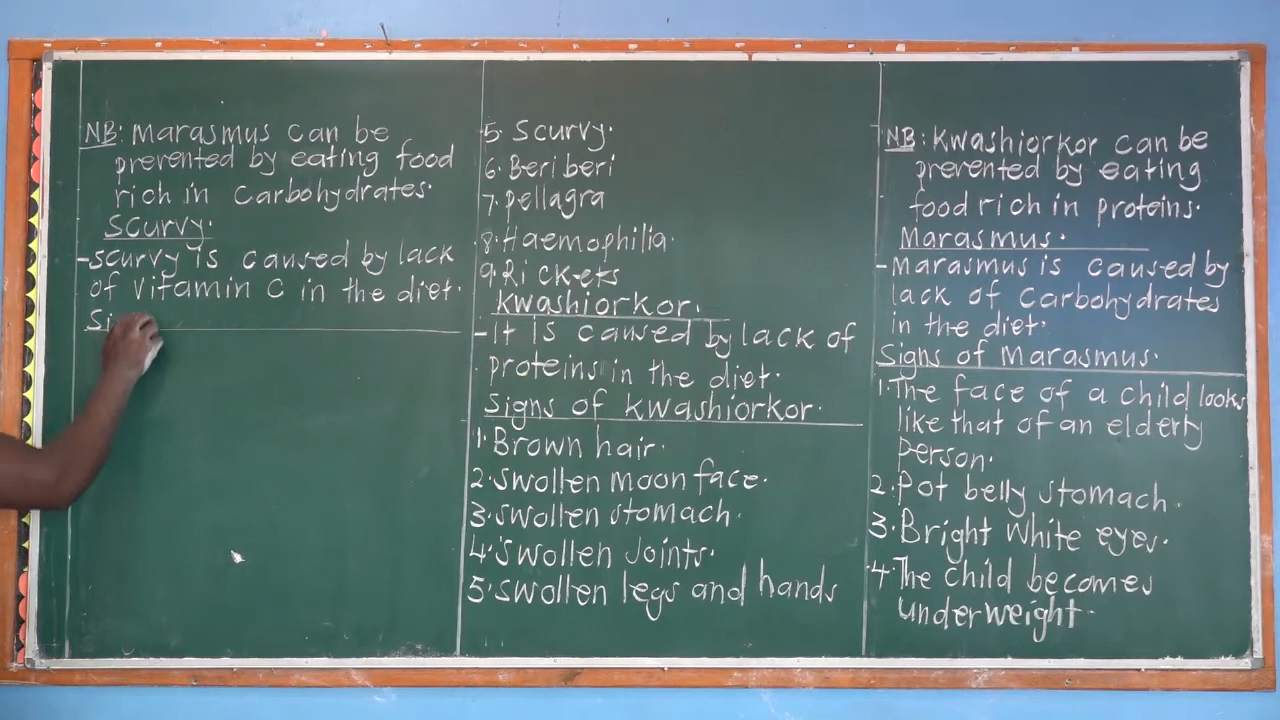 NB: Marasmus can be
prevented by eating food
rich in carbohydrates.
Scurvy.
-scurvy is caused by lack
of vitamin C in the diet.
Si
5. Scurvy.
6. Beri beri
7. pellagra
8. Haemophilia.
9. Rickets
Kwashiorkor.
-It is caused by lack of
proteins in the diet.
Signs of kwashiorkor.
1. Brown hair.
2. Swollen moon face.
3. swollen stomach.
4. Swollen Joints.
5. Swollen legs and hands
NB: Kwashiorkor can be
prevented by eating
food rich in proteins.
Marasmus.
-Marasmus is caused by
lack of Carbohydrates
in the diet.
Signs of Marasmus.
1. The face of a child looks
like that of an elderly
person.
2. Pot belly stomach.
3. Bright White eyes.
4. The child becomes
underweight.